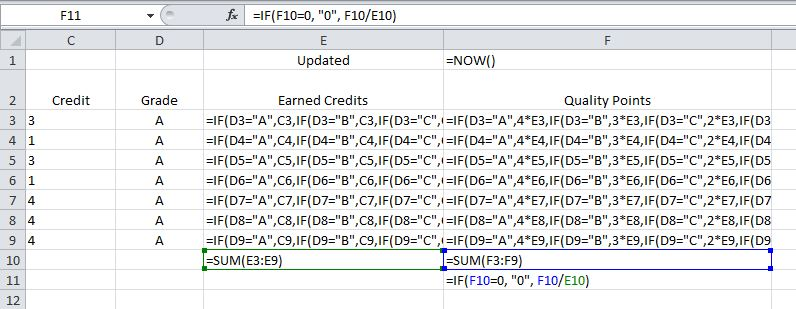 F11 fx =IF(F10=0, "0", F10/E10)
C D E F
1 Updated =NOW()
2 Credit Grade Earned Credits Quality Points
3 3 A =IF(D3="A",C3,IF(D3="B",C3,IF(D3="C", =IF(D3="A",4*E3,IF(D3="B",3*E3,IF(D3="C",2*E3,IF(D3
4 1 A =IF(D4="A",C4,IF(D4="B",C4,IF(D4="C", =IF(D4="A",4*E4,IF(D4="B",3*E4,IF(D4="C",2*E4,IF(D4
5 3 A =IF(D5="A",C5,IF(D5="B",C5,IF(D5="C", =IF(D5="A",4*E5,IF(D5="B",3*E5,IF(D5="C",2*E5,IF(D5
6 1 A =IF(D6="A",C6,IF(D6="B",C6,IF(D6="C", =IF(D6="A",4*E6,IF(D6="B",3*E6,IF(D6="C",2*E6,IF(D6
7 4 A =IF(D7="A",C7,IF(D7="B",C7,IF(D7="C", =IF(D7="A",4*E7,IF(D7="B",3*E7,IF(D7="C",2*E7,IF(D7
8 4 A =IF(D8="A",C8,IF(D8="B",C8,IF(D8="C", =IF(D8="A",4*E8,IF(D8="B",3*E8,IF(D8="C",2*E8,IF(D8
9 4 A =IF(D9="A",C9,IF(D9="B",C9,IF(D9="C", =IF(D9="A",4*E9,IF(D9="B",3*E9,IF(D9="C",2*E9,IF(D9
10 =SUM(E3:E9) =SUM(F3:F9)
11 =IF(F10=0, "0", F10/E10)
12